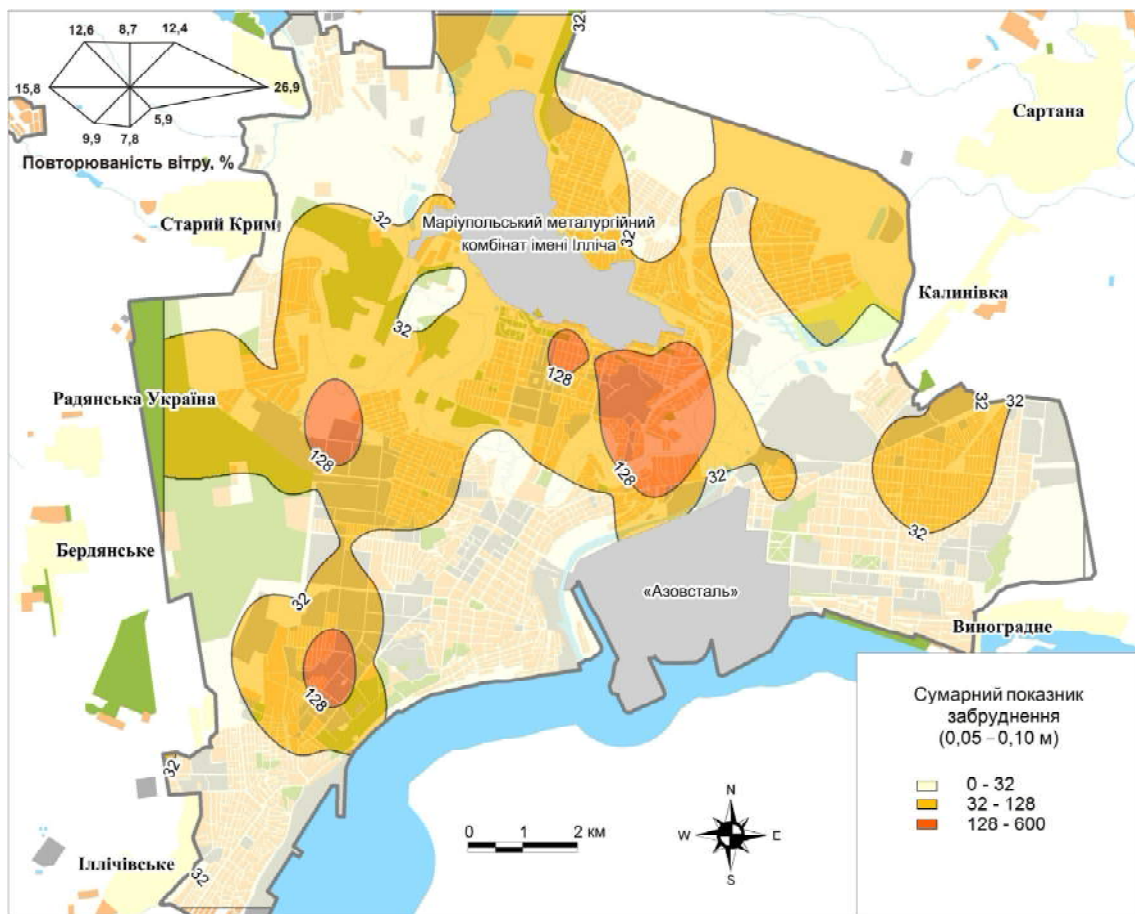 12,6
8,7
12,4
15,8
26,9
9,9
7,8
5,9
Повторюваність вітру, %
32
Сартана
Старий Крим
32
Маріупольський металургійний
комбінат імені Ілліча
32
Калинівка
32
128
Радянська Україна
32
32
128
128
32
32
Бердянське
32
«Азовсталь»
Виноградне
128
32
Іллічівське
32
0
1
2 км
N
W
E
S
Сумарний показник
забруднення
(0,05 – 0,10 м)
0 - 32
32 - 128
128 - 600